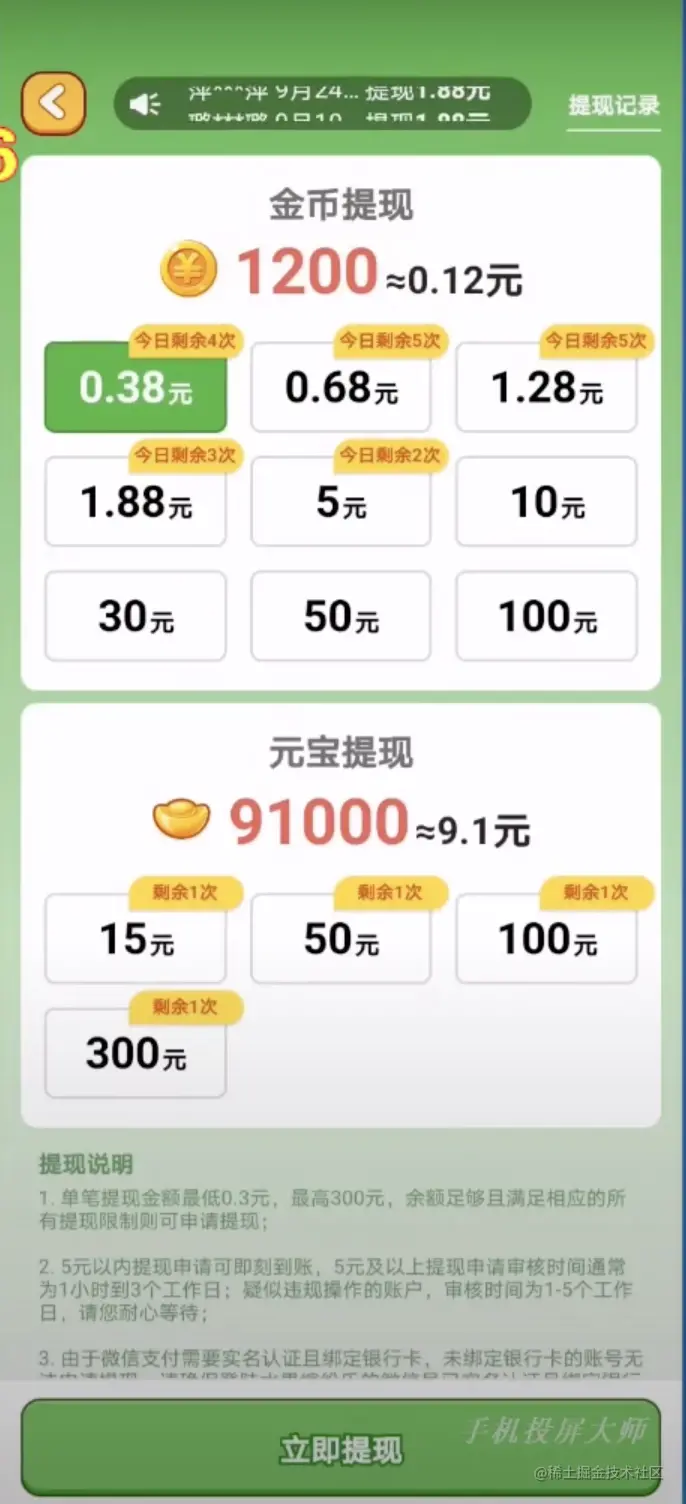 萍***萍 9月24... 提现1.88元
提现记录
6
金币提现
1200≈0.12元
今日剩余4次
今日剩余5次
今日剩余5次
0.38元
0.68元
1.28元
今日剩余3次
今日剩余2次
1.88元
5元
10元
30元
50元
100元
元宝提现
91000≈9.1元
剩余1次
剩余1次
剩余1次
15元
50元
100元
剩余1次
300元
提现说明
1. 单笔提现金额最低0.3元，最高300元，余额足够且满足相应的所
有提现限制则可申请提现；
2. 5元以内提现申请可即刻到账，5元及以上提现申请审核时间通常
为1小时到3个工作日；疑似违规操作的账户，审核时间为1-5个工作
日，请您耐心等待；
3. 由于微信支付需要实名认证且绑定银行卡，未绑定银行卡的账号无
手机投屏大师
立即提现
@稀土掘金技术社区